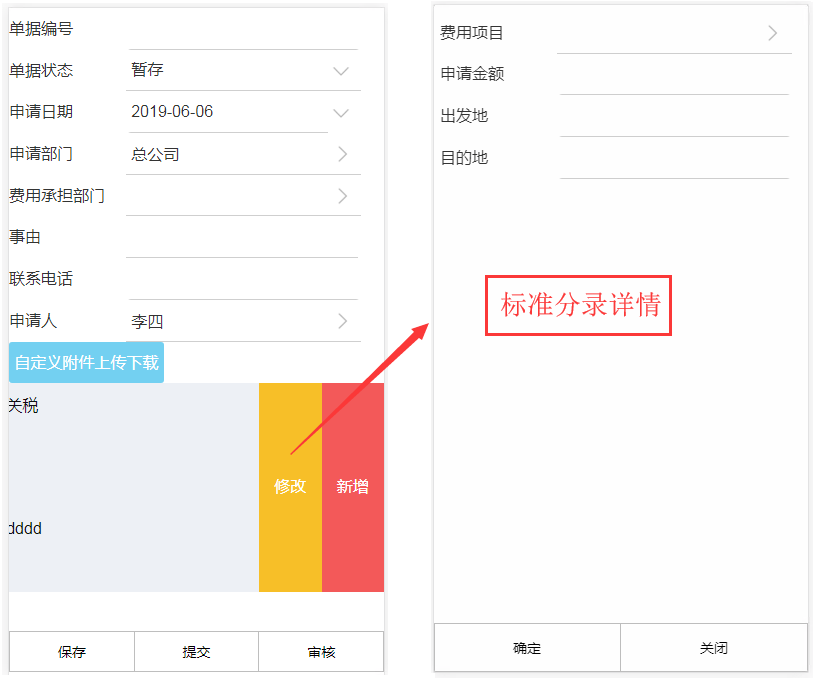 单据编号
单据状态 暂存
申请日期 2019-06-06
申请部门 总公司
费用承担部门
事由
联系电话
申请人 李四
自定义附件上传下载
关税
修改 新增
dddd
保存 提交 审核
费用项目
申请金额
出发地
目的地
标准分录详情
确定 关闭